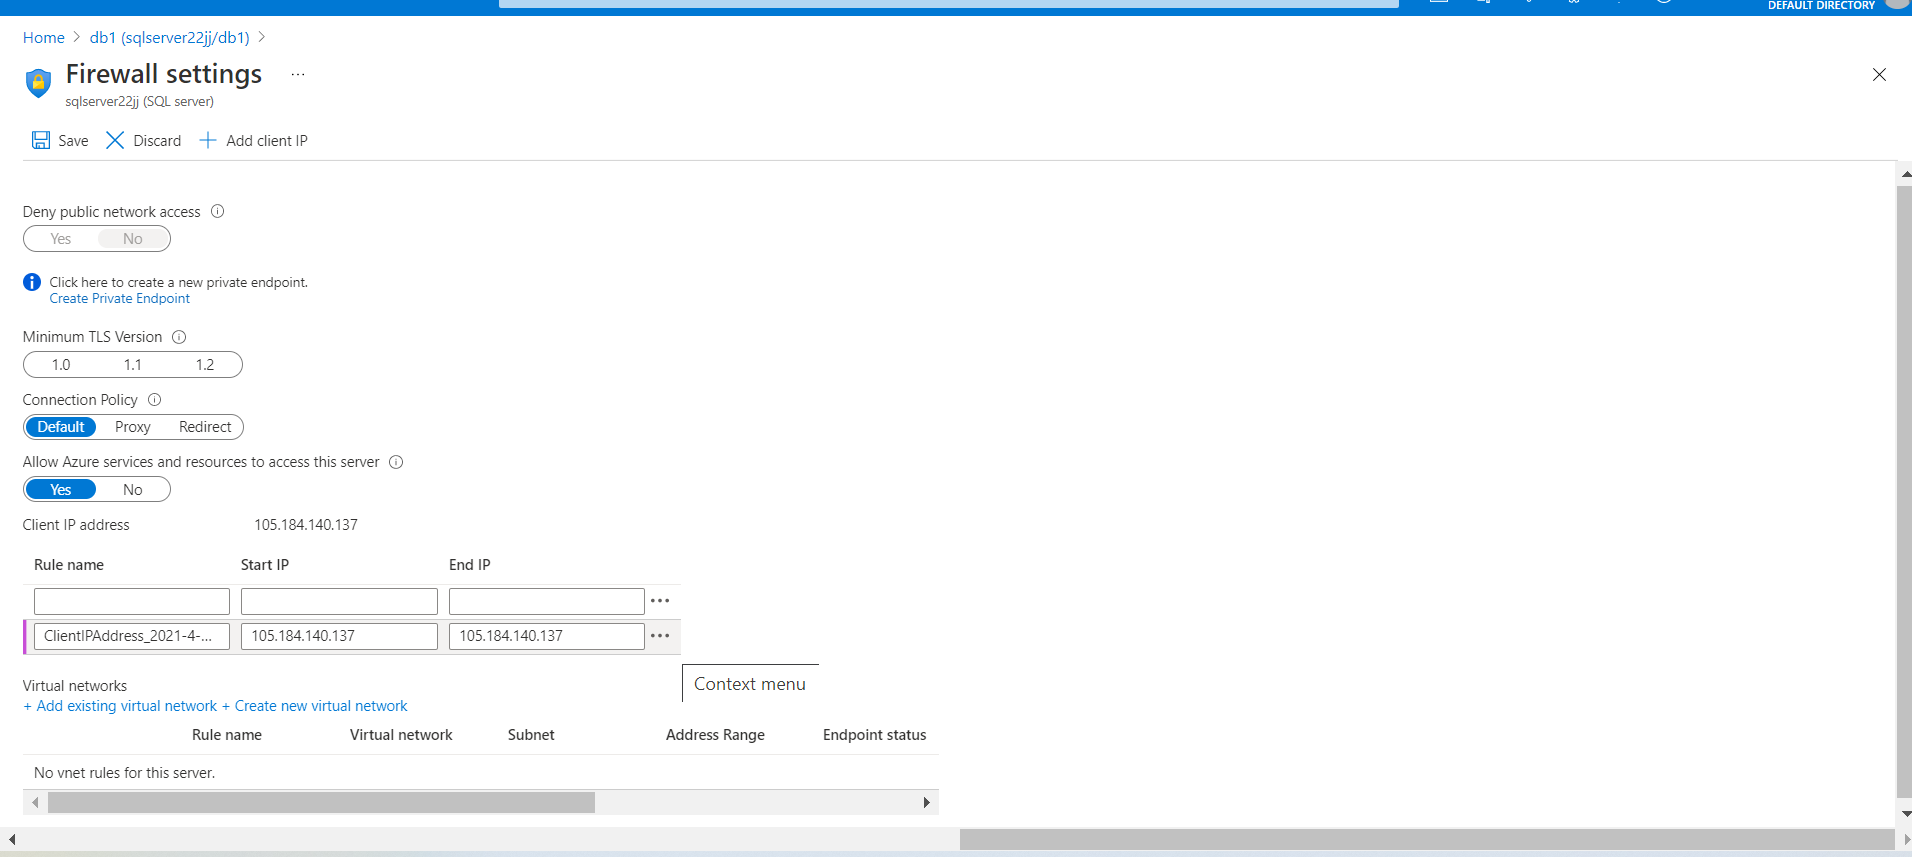 DEFAULT DIRECTORY
Home > db1 (sqlserver22jj/db1) >
Firewall settings ...
sqlserver22jj (SQL server)
Save Discard Add client IP
Deny public network access
Yes No
Click here to create a new private endpoint.
Create Private Endpoint
Minimum TLS Version
1.0 1.1 1.2
Connection Policy
Default Proxy Redirect
Allow Azure services and resources to access this server
Yes No
Client IP address 105.184.140.137
Rule name Start IP End IP
ClientIPAddress_2021-4-... 105.184.140.137 105.184.140.137
Context menu
Virtual networks
+ Add existing virtual network + Create new virtual network
Rule name Virtual network Subnet Address Range Endpoint status
No vnet rules for this server.